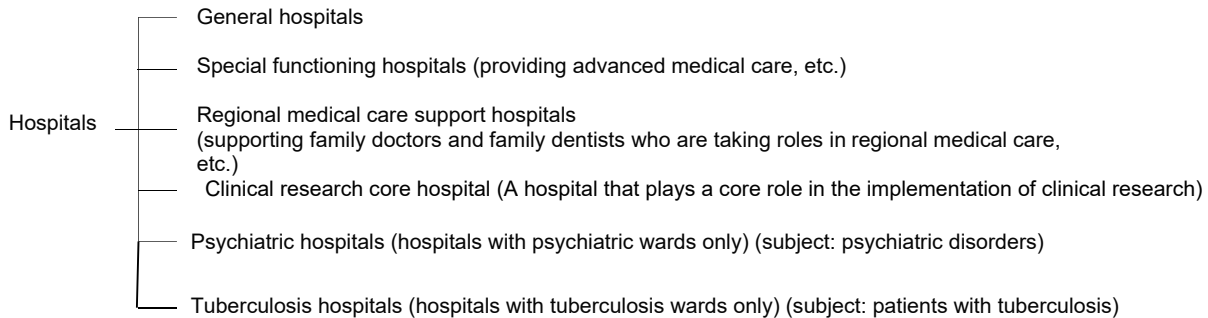 General hospitals
Special functioning hospitals (providing advanced medical care, etc.)
Hospitals
Regional medical care support hospitals
(supporting family doctors and family dentists who are taking roles in regional medical care,
etc.)
Clinical research core hospital (A hospital that plays a core role in the implementation of clinical research)
Psychiatric hospitals (hospitals with psychiatric wards only) (subject: psychiatric disorders)
Tuberculosis hospitals (hospitals with tuberculosis wards only) (subject: patients with tuberculosis)